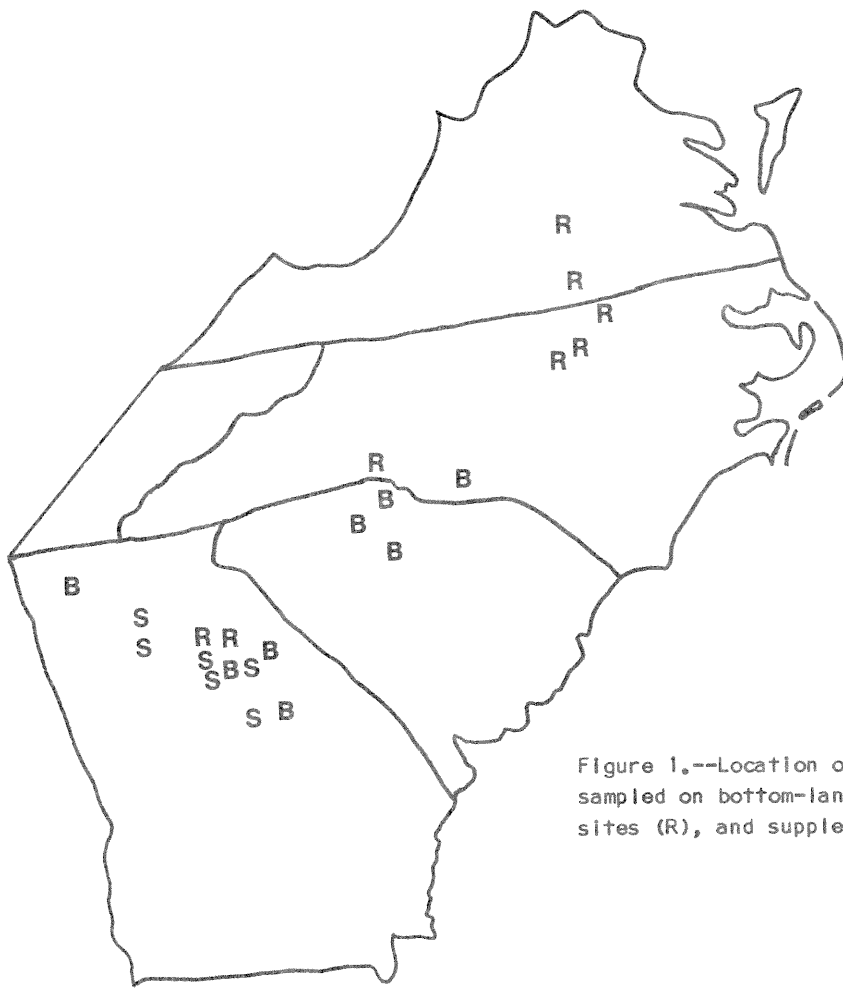 R
R
R
R R
R
B
B
B
B
B
S
R R
S
B
S
S B S
S B
Figure 1.--Location o
sampled on bottom-lan
sites (R), and supple